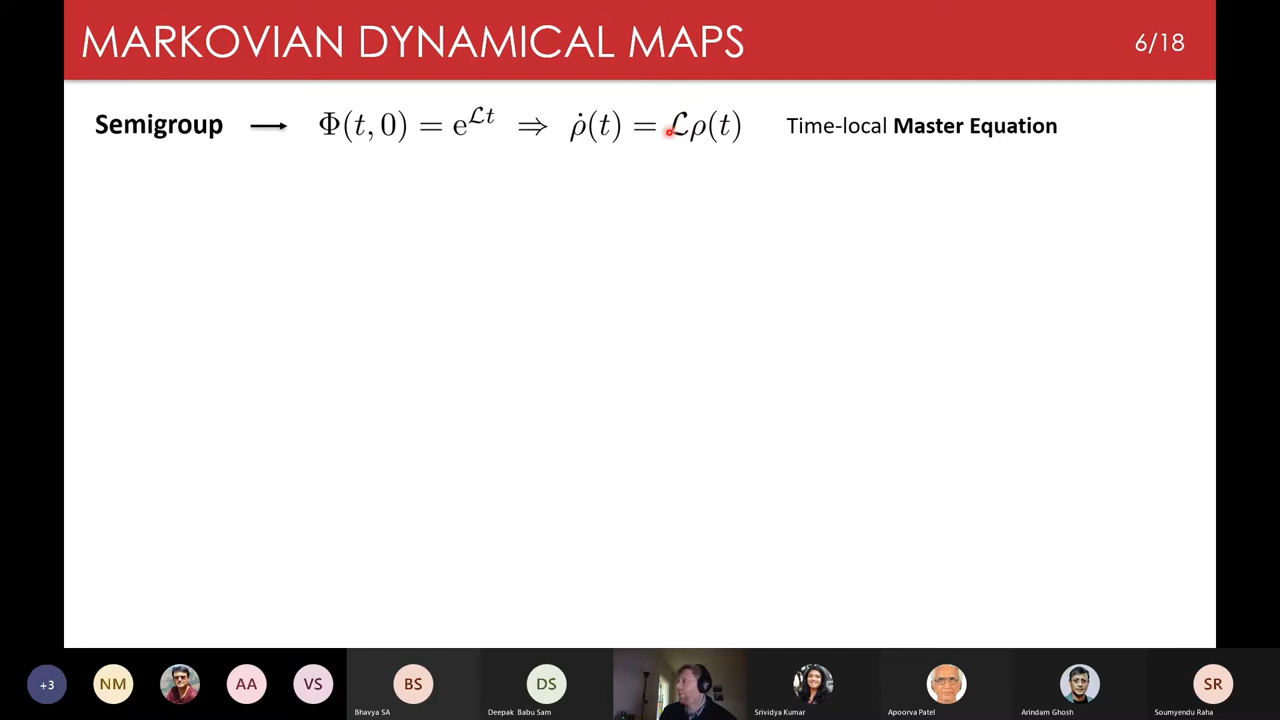 MARKOVIAN DYNAMICAL MAPS 6/18
Semigroup ⟶ Φ(t, 0) = e^{ℒt} ⇒ ρ̇(t) = ℒρ(t) Time-local Master Equation
+3 NM AA VS BS DS SR
Bhavya SA Deepak Babu Sam Srividya Kumar Apoorva Patel Arindam Ghosh Soumyendu Raha